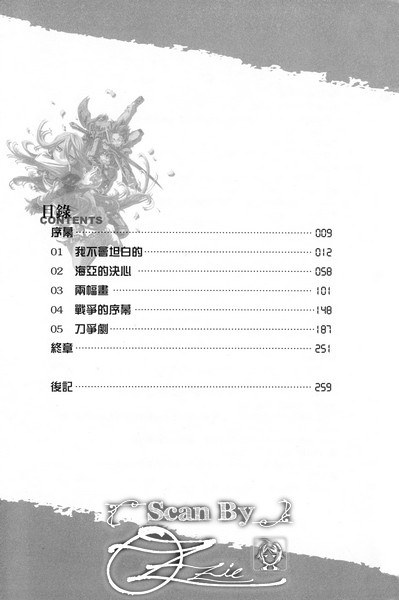 目錄
CONTENTS
序幕 009
01 我不會坦白的 012
02 海亞的決心 058
03 兩幅畫 101
04 戰爭的序幕 148
05 刀爭劇 187
終章 251
後記 259
Scan By
Ozzie